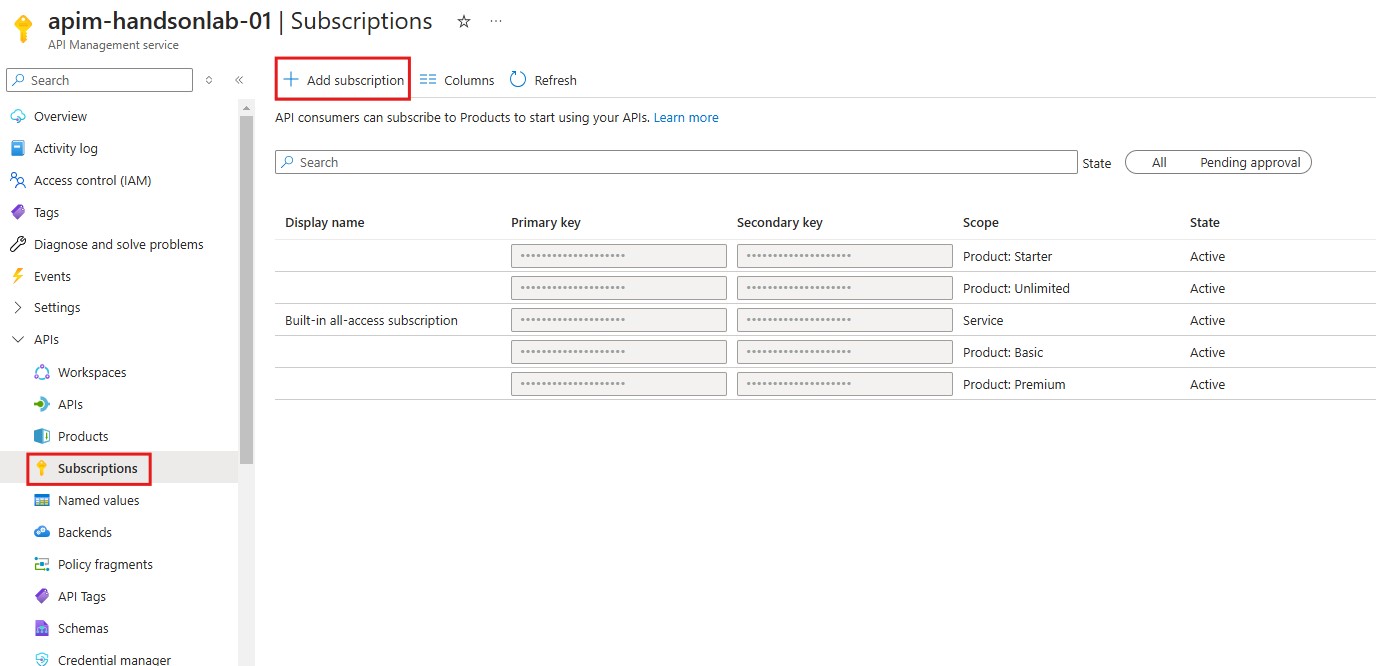 apim-handsonlab-01 | Subscriptions
API Management service
Search
Overview
Activity log
Access control (IAM)
Tags
Diagnose and solve problems
Events
Settings
APIs
Workspaces
APIs
Products
Subscriptions
Named values
Backends
Policy fragments
API Tags
Schemas
Credential manager
Add subscription Columns Refresh
API consumers can subscribe to Products to start using your APIs. Learn more
Search State All Pending approval
Display name Primary key Secondary key Scope State
Product: Starter Active
Product: Unlimited Active
Built-in all-access subscription Service Active
Product: Basic Active
Product: Premium Active